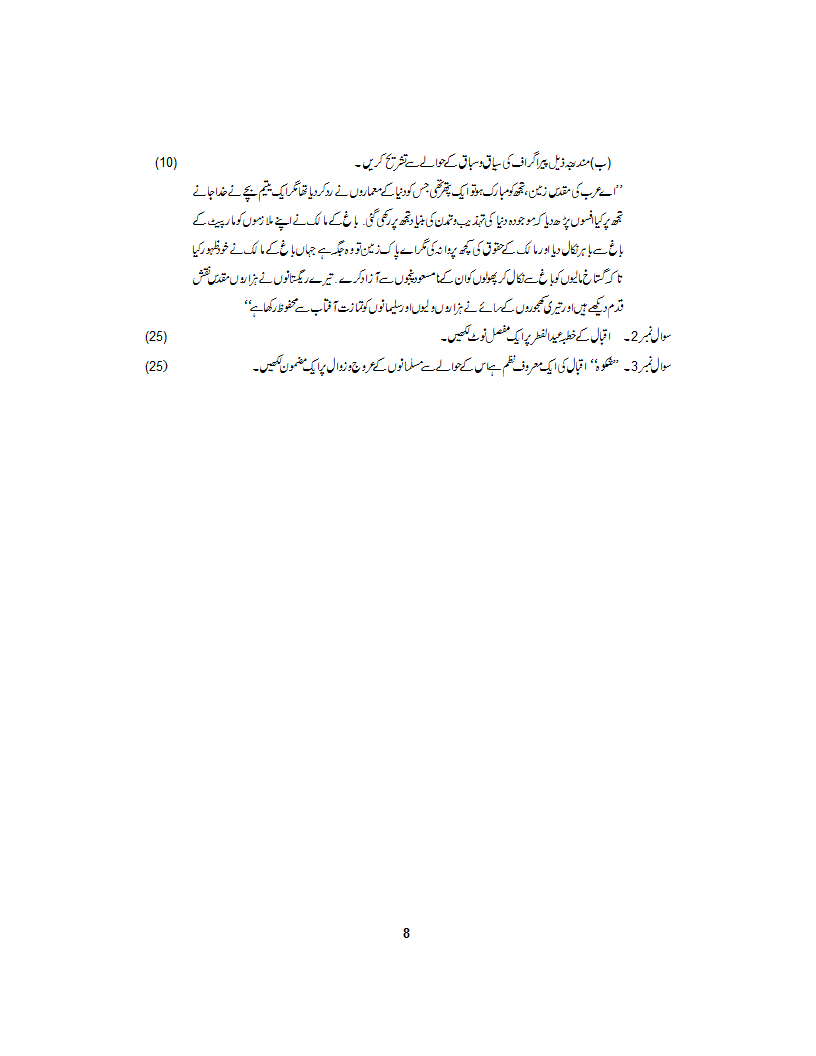 (ب) مندرجہ ذیل پیراگراف کی سیاق و سباق کے حوالے سے تشریح کریں ۔ (10)
’’اے عرب کی مقدس زمین، تجھ کو مبارک ہو تو ایک پتھر تھی جس کو دنیا کے معماروں نے رد کردیا تھا مگر ایک یتیم بچے نے خدا جانے
تجھ پر کیا افسوں پڑھ دیا کہ موجودہ دنیا کی تہذیب و تمدن کی بنیاد تجھ پر رکھی گئی۔ باغ کے مالک نے اپنے ملازموں کو مار پیٹ کے
باغ سے باہر نکال دیا اور مالک کے حقوق کی کچھ پروا نہ کی مگر اے پاک زمین تو وہ جگہ ہے جہاں باغ کے مالک نے خود ظہور کیا
تاکہ گستاخ مالیوں کو باغ سے نکال کر پھولوں کو ان کے نامسعود پنجوں سے آزاد کرے۔ تیرے ریگستانوں نے ہزاروں مقدس نقش
قدم دیکھے ہیں اور تیری کھجوروں کے سائے نے ہزاروں ولیوں اور سلیمانوں کو تمازت آفتاب سے محفوظ رکھا ہے‘‘
سوال نمبر 2۔ اقبال کے خطبہ عیدالفطر پر ایک مفصل نوٹ لکھیں۔ (25)
سوال نمبر 3۔ ’’شکوہ‘‘ اقبال کی ایک معروف نظم ہے اس کے حوالے سے مسلمانوں کے عروج و زوال پر ایک مضمون لکھیں۔ (25)
8